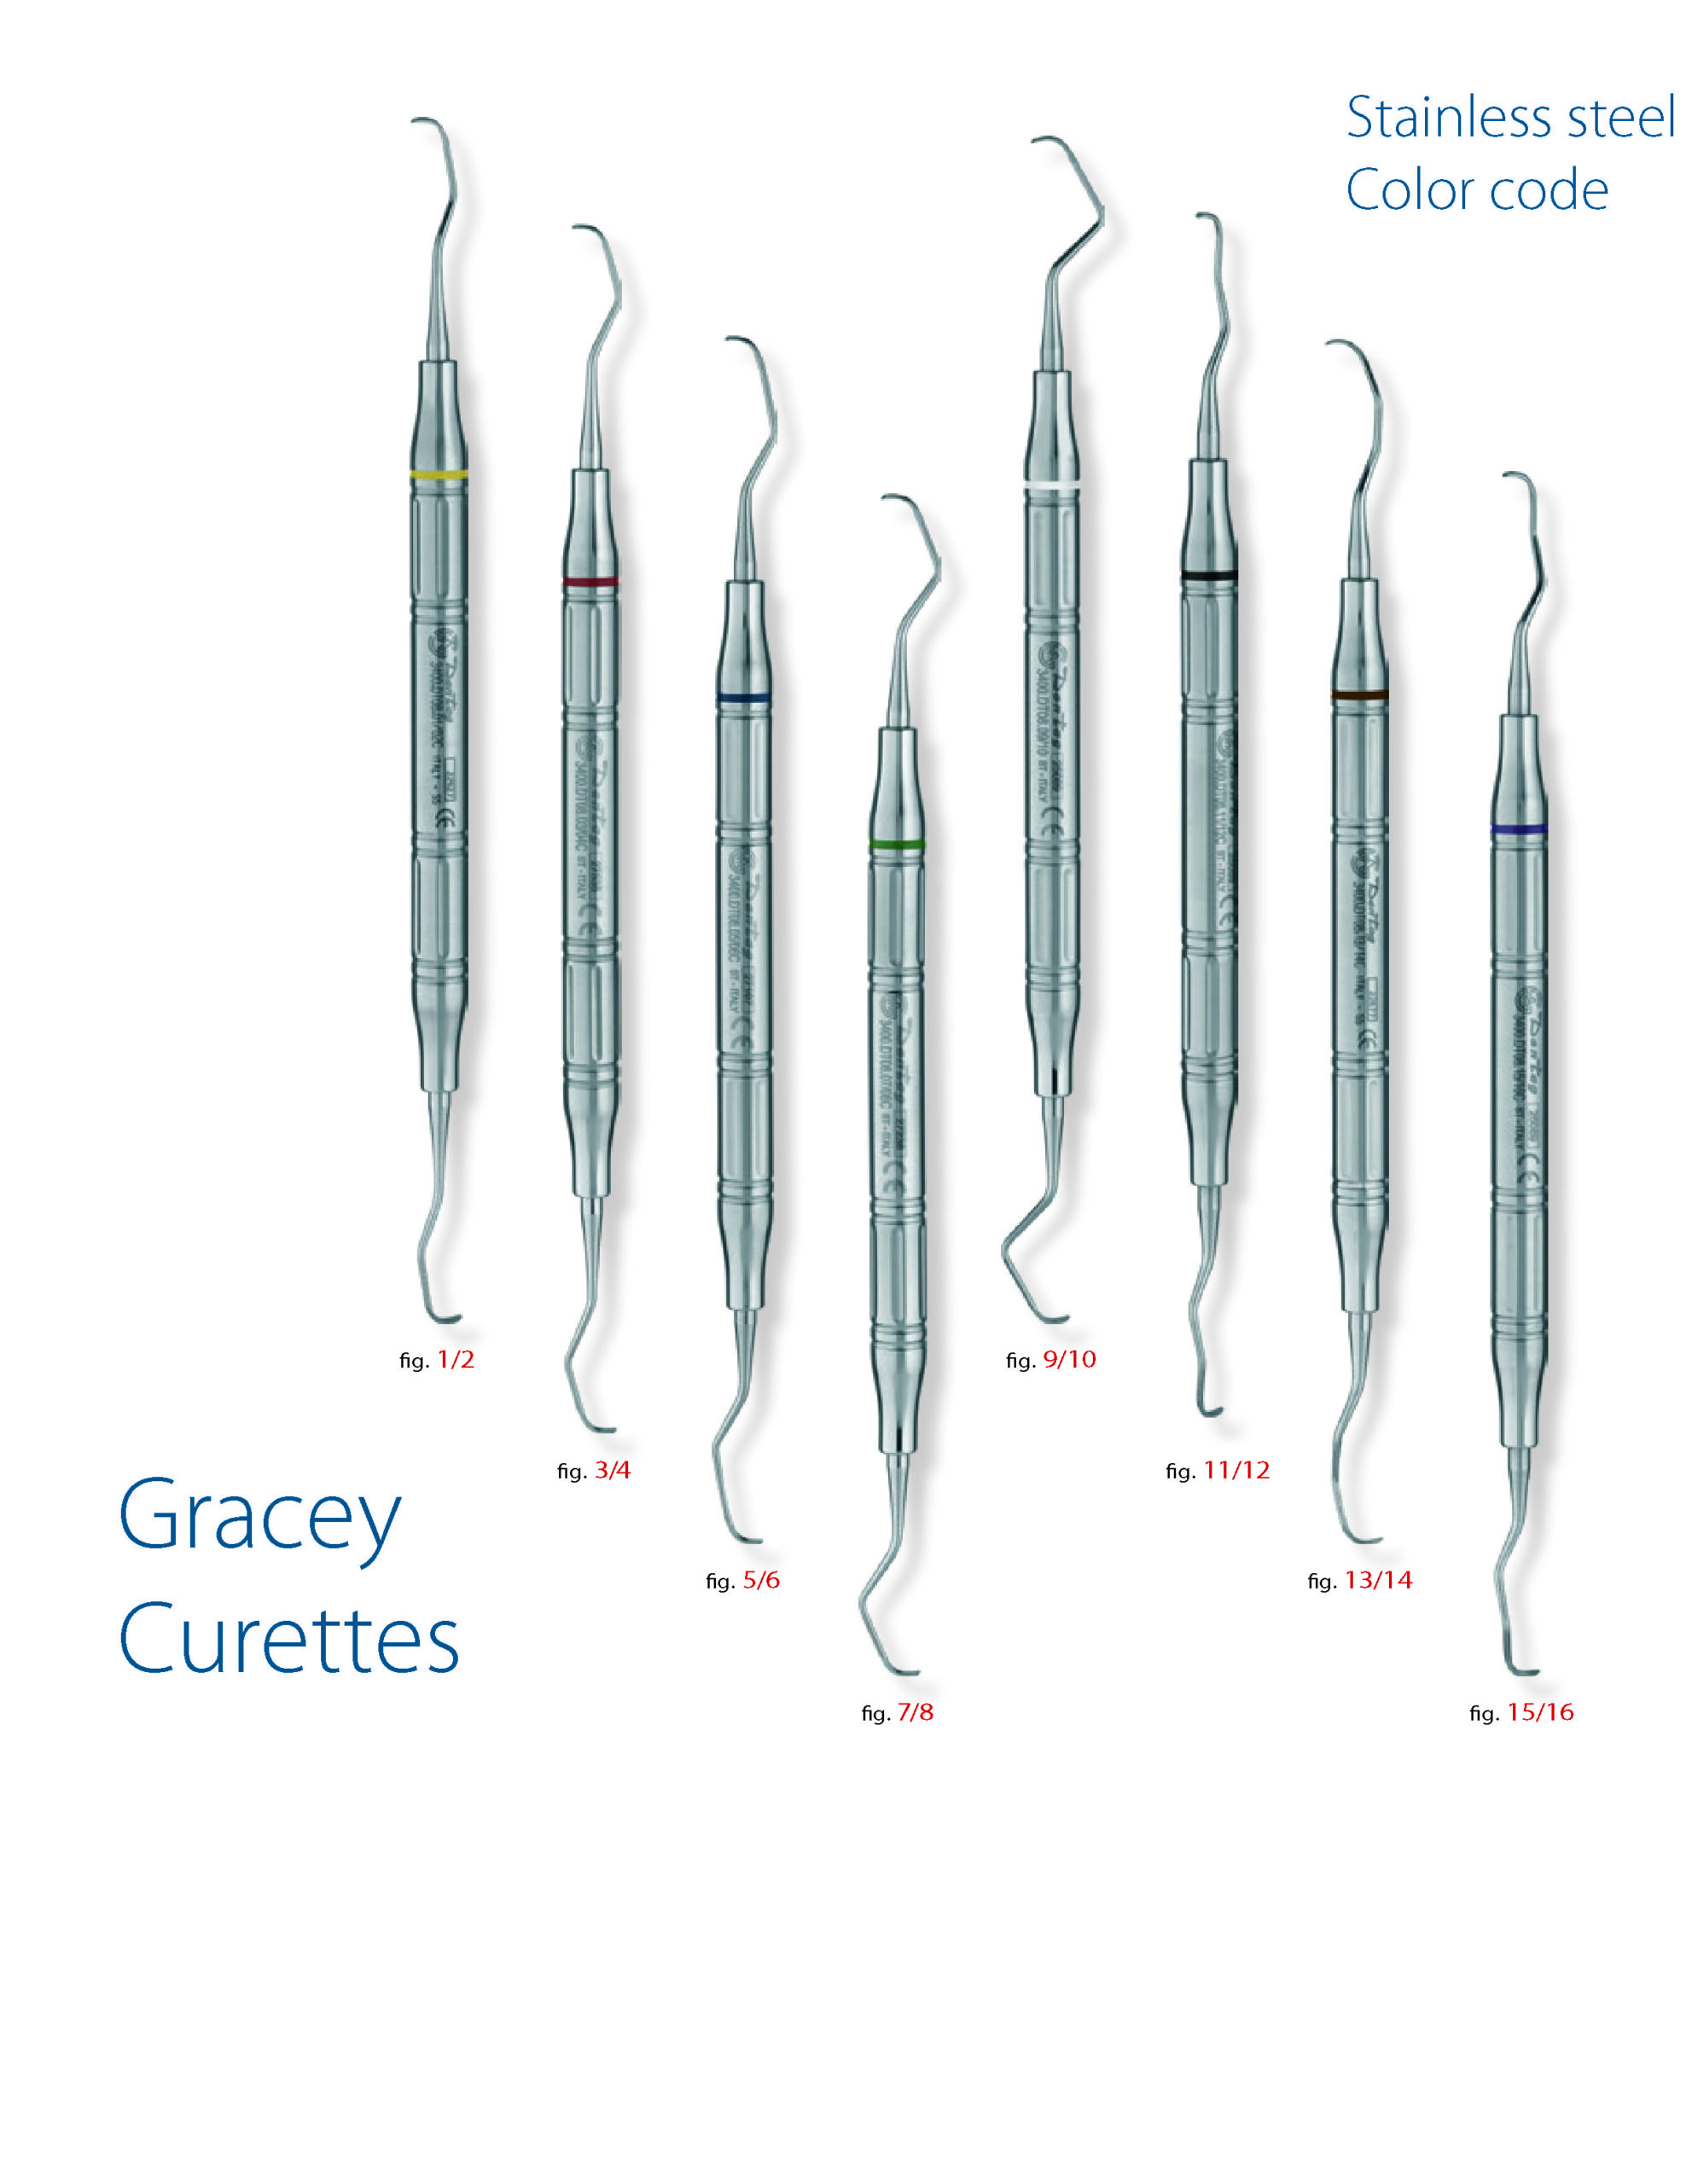 Stainless steel
Color code
fig. 1/2
fig. 9/10
fig. 3/4
fig. 11/12
Gracey
Curettes
fig. 5/6
fig. 13/14
fig. 7/8
fig. 15/16